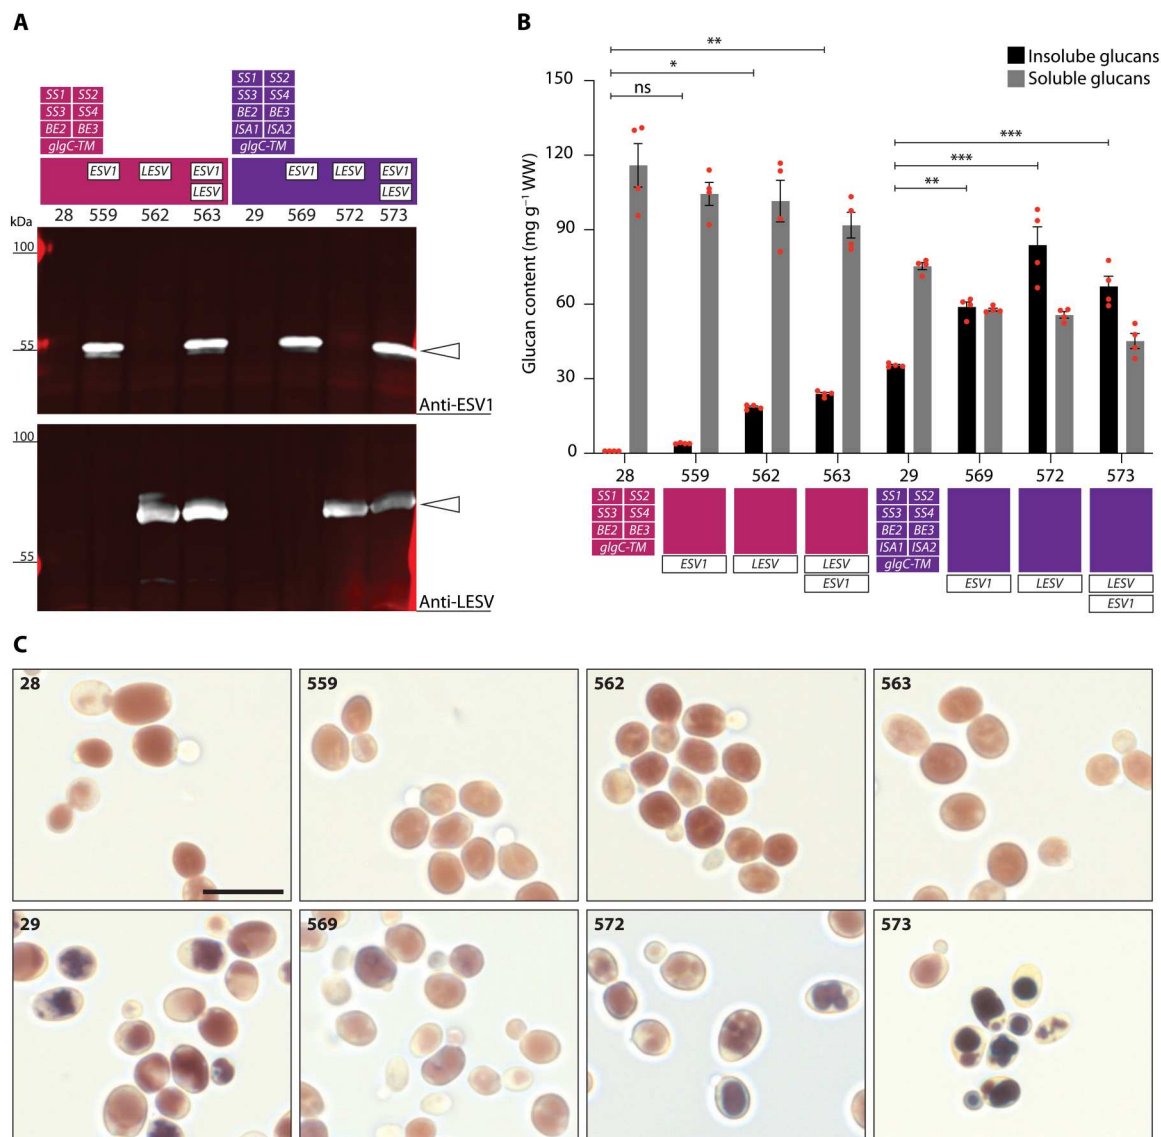 A
SS1 SS2
SS3 SS4
BE2 BE3
glgC-TM
SS1 SS2
SS3 SS4
BE2 BE3
ISA1 ISA2
glgC-TM
ESV1 LESV ESV1 ESV1 LESV ESV1
LESV LESV
28 559 562 563 29 569 572 573
kDa
100
55
Anti-ESV1
100
55
Anti-LESV
B
Insolube glucans
Soluble glucans
**
*
ns
***
***
**
Glucan content (mg g⁻¹ WW)
150
120
90
60
30
0
28 559 562 563 29 569 572 573
SS1 SS2
SS3 SS4
BE2 BE3
glgC-TM
ESV1
LESV
LESV
ESV1
SS1 SS2
SS3 SS4
BE2 BE3
ISA1 ISA2
glgC-TM
ESV1
LESV
LESV
ESV1
C
28 559 562 563
29 569 572 573